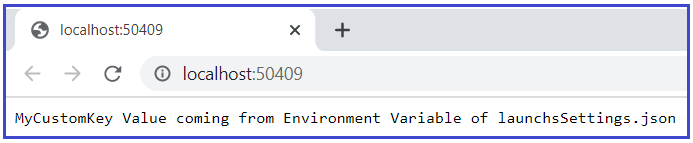 localhost:50409
localhost:50409
MyCustomKey Value coming from Environment Variable of launchsSettings.json